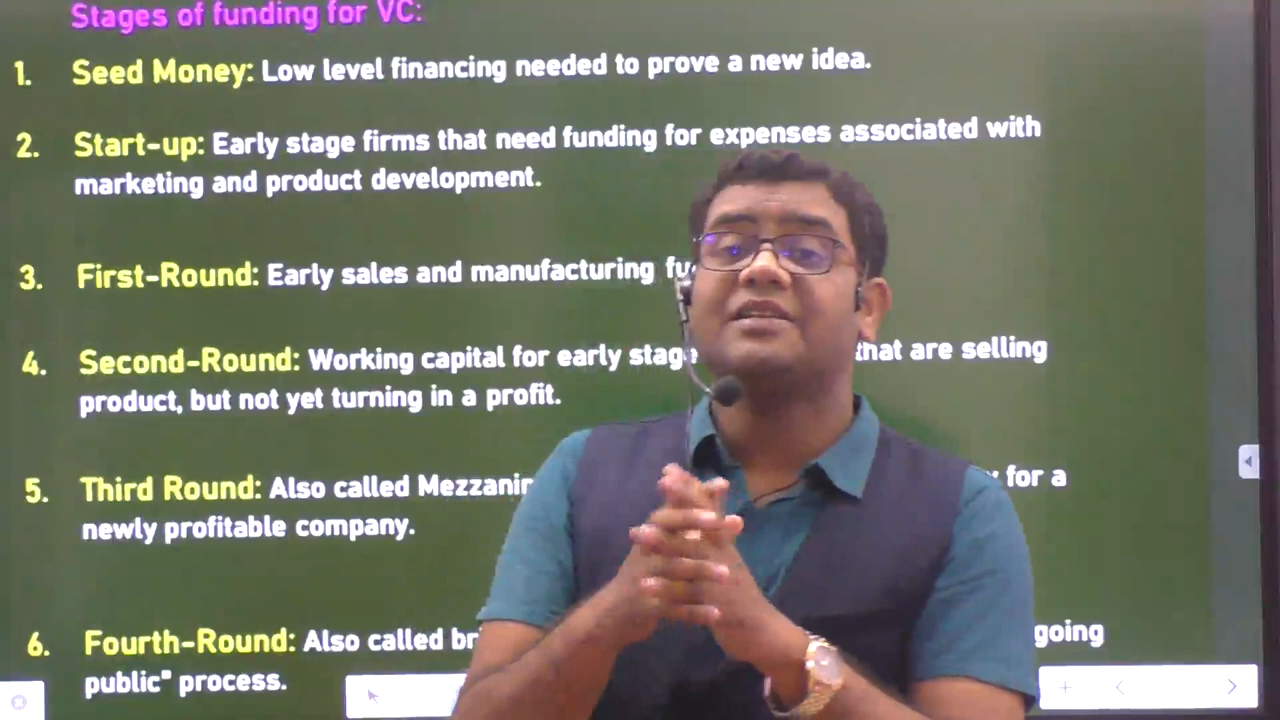 Stages of funding for VC:
1. Seed Money: Low level financing needed to prove a new idea.
2. Start-up: Early stage firms that need funding for expenses associated with
marketing and product development.
3. First-Round: Early sales and manufacturing
4. Second-Round: Working capital for early that are selling
product, but not yet turning in a profit.
5. Third Round: Also called for a
newly profitable company.
6. Fourth-Round: Also called going
public" process.